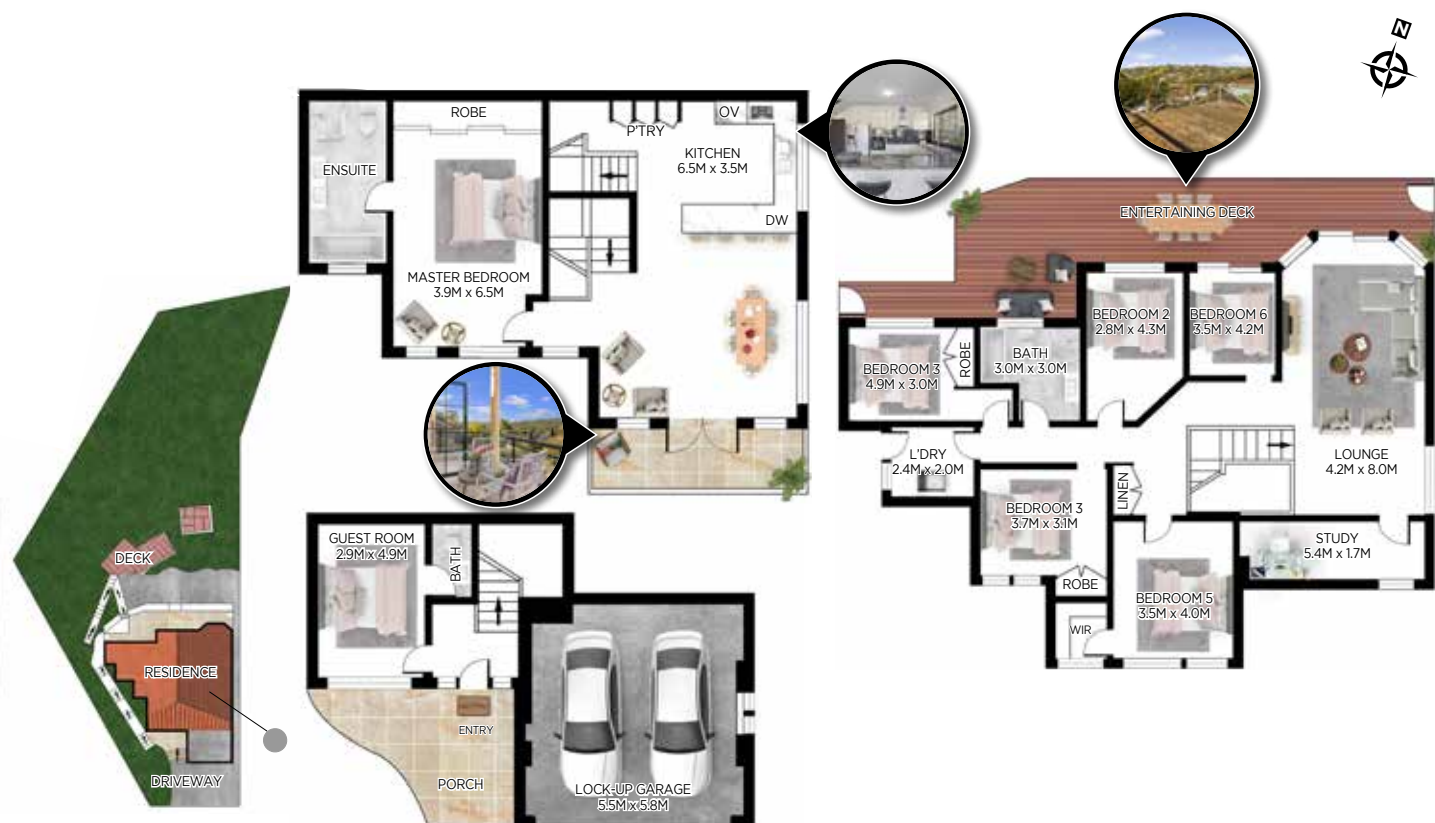 N
ROBE
ENSUITE
MASTER BEDROOM
3.9M x 6.5M
P'TRY
OV
KITCHEN
6.5M x 3.5M
DW
ENTERTAINING DECK
BEDROOM 2
2.8M x 4.3M
BEDROOM 6
3.5M x 4.2M
BEDROOM 3
4.9M x 3.0M
ROBE
BATH
3.0M x 3.0M
L'DRY
2.4M x 2.0M
LOUNGE
4.2M x 8.0M
LINEN
BEDROOM 3
3.7M x 3.1M
ROBE
STUDY
5.4M x 1.7M
BEDROOM 5
3.5M x 4.0M
WIR
GUEST ROOM
2.9M x 4.9M
BATH
ENTRY
PORCH
LOCK-UP GARAGE
5.5M x 5.8M
DECK
RESIDENCE
DRIVEWAY